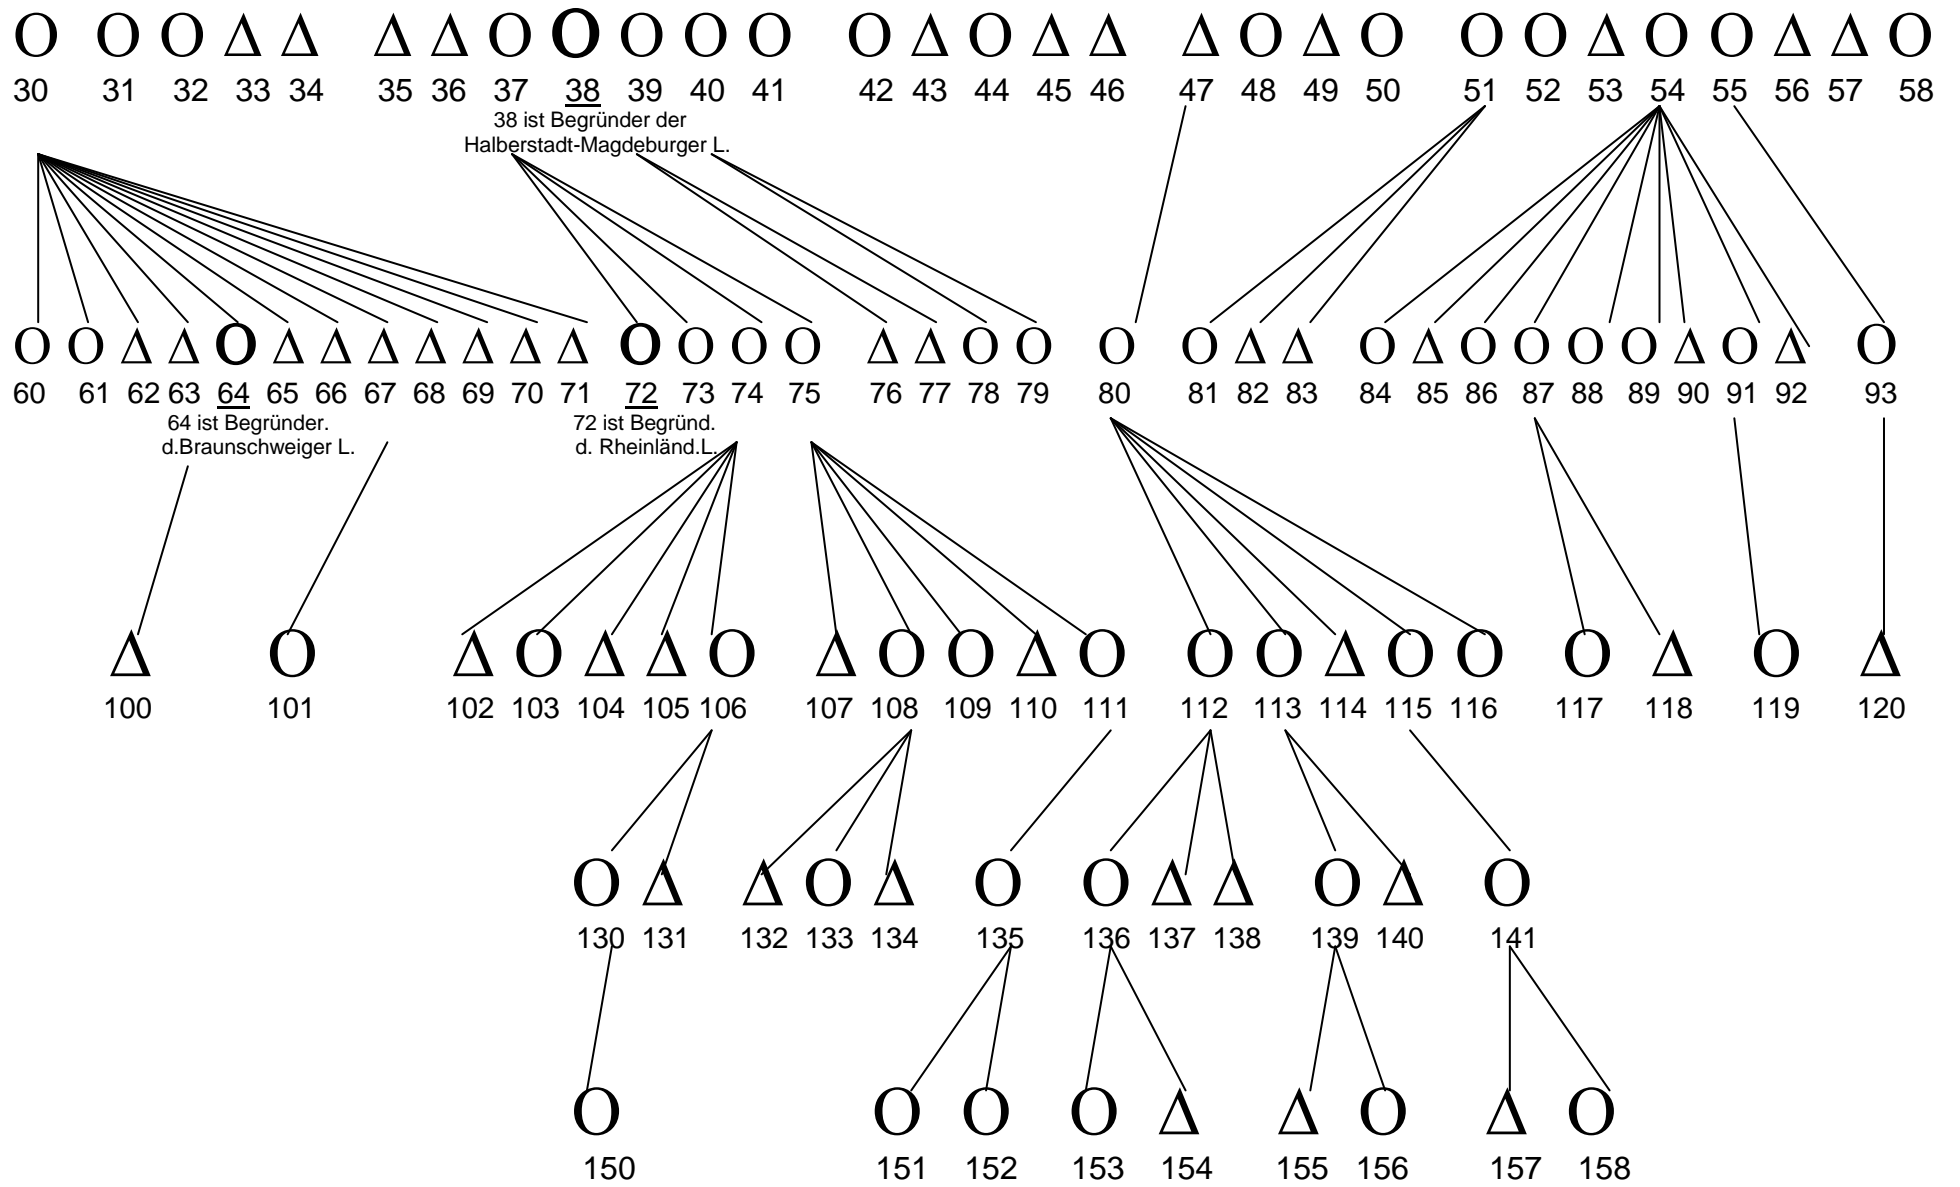 O O O Δ Δ Δ Δ O O O O O O Δ O Δ Δ Δ O Δ O O O Δ O O Δ Δ O
30 31 32 33 34 35 36 37 38 39 40 41 42 43 44 45 46 47 48 49 50 51 52 53 54 55 56 57 58
38 ist Begründer der
Halberstadt-Magdeburger L.
O O Δ Δ O Δ Δ Δ Δ Δ Δ Δ O O O O Δ Δ O O O O Δ Δ O Δ O O O O Δ O Δ O
60 61 62 63 64 65 66 67 68 69 70 71 72 73 74 75 76 77 78 79 80 81 82 83 84 85 86 87 88 89 90 91 92 93
64 ist Begründer.
d.Braunschweiger L.
72 ist Begründ.
d. Rheinländ.L.
Δ O Δ O Δ Δ O Δ O O Δ O O O Δ O O O Δ O Δ
100 101 102 103 104 105 106 107 108 109 110 111 112 113 114 115 116 117 118 119 120
O Δ Δ O Δ O O Δ Δ O Δ O
130 131 132 133 134 135 136 137 138 139 140 141
O O O O Δ Δ O Δ O
150 151 152 153 154 155 156 157 158